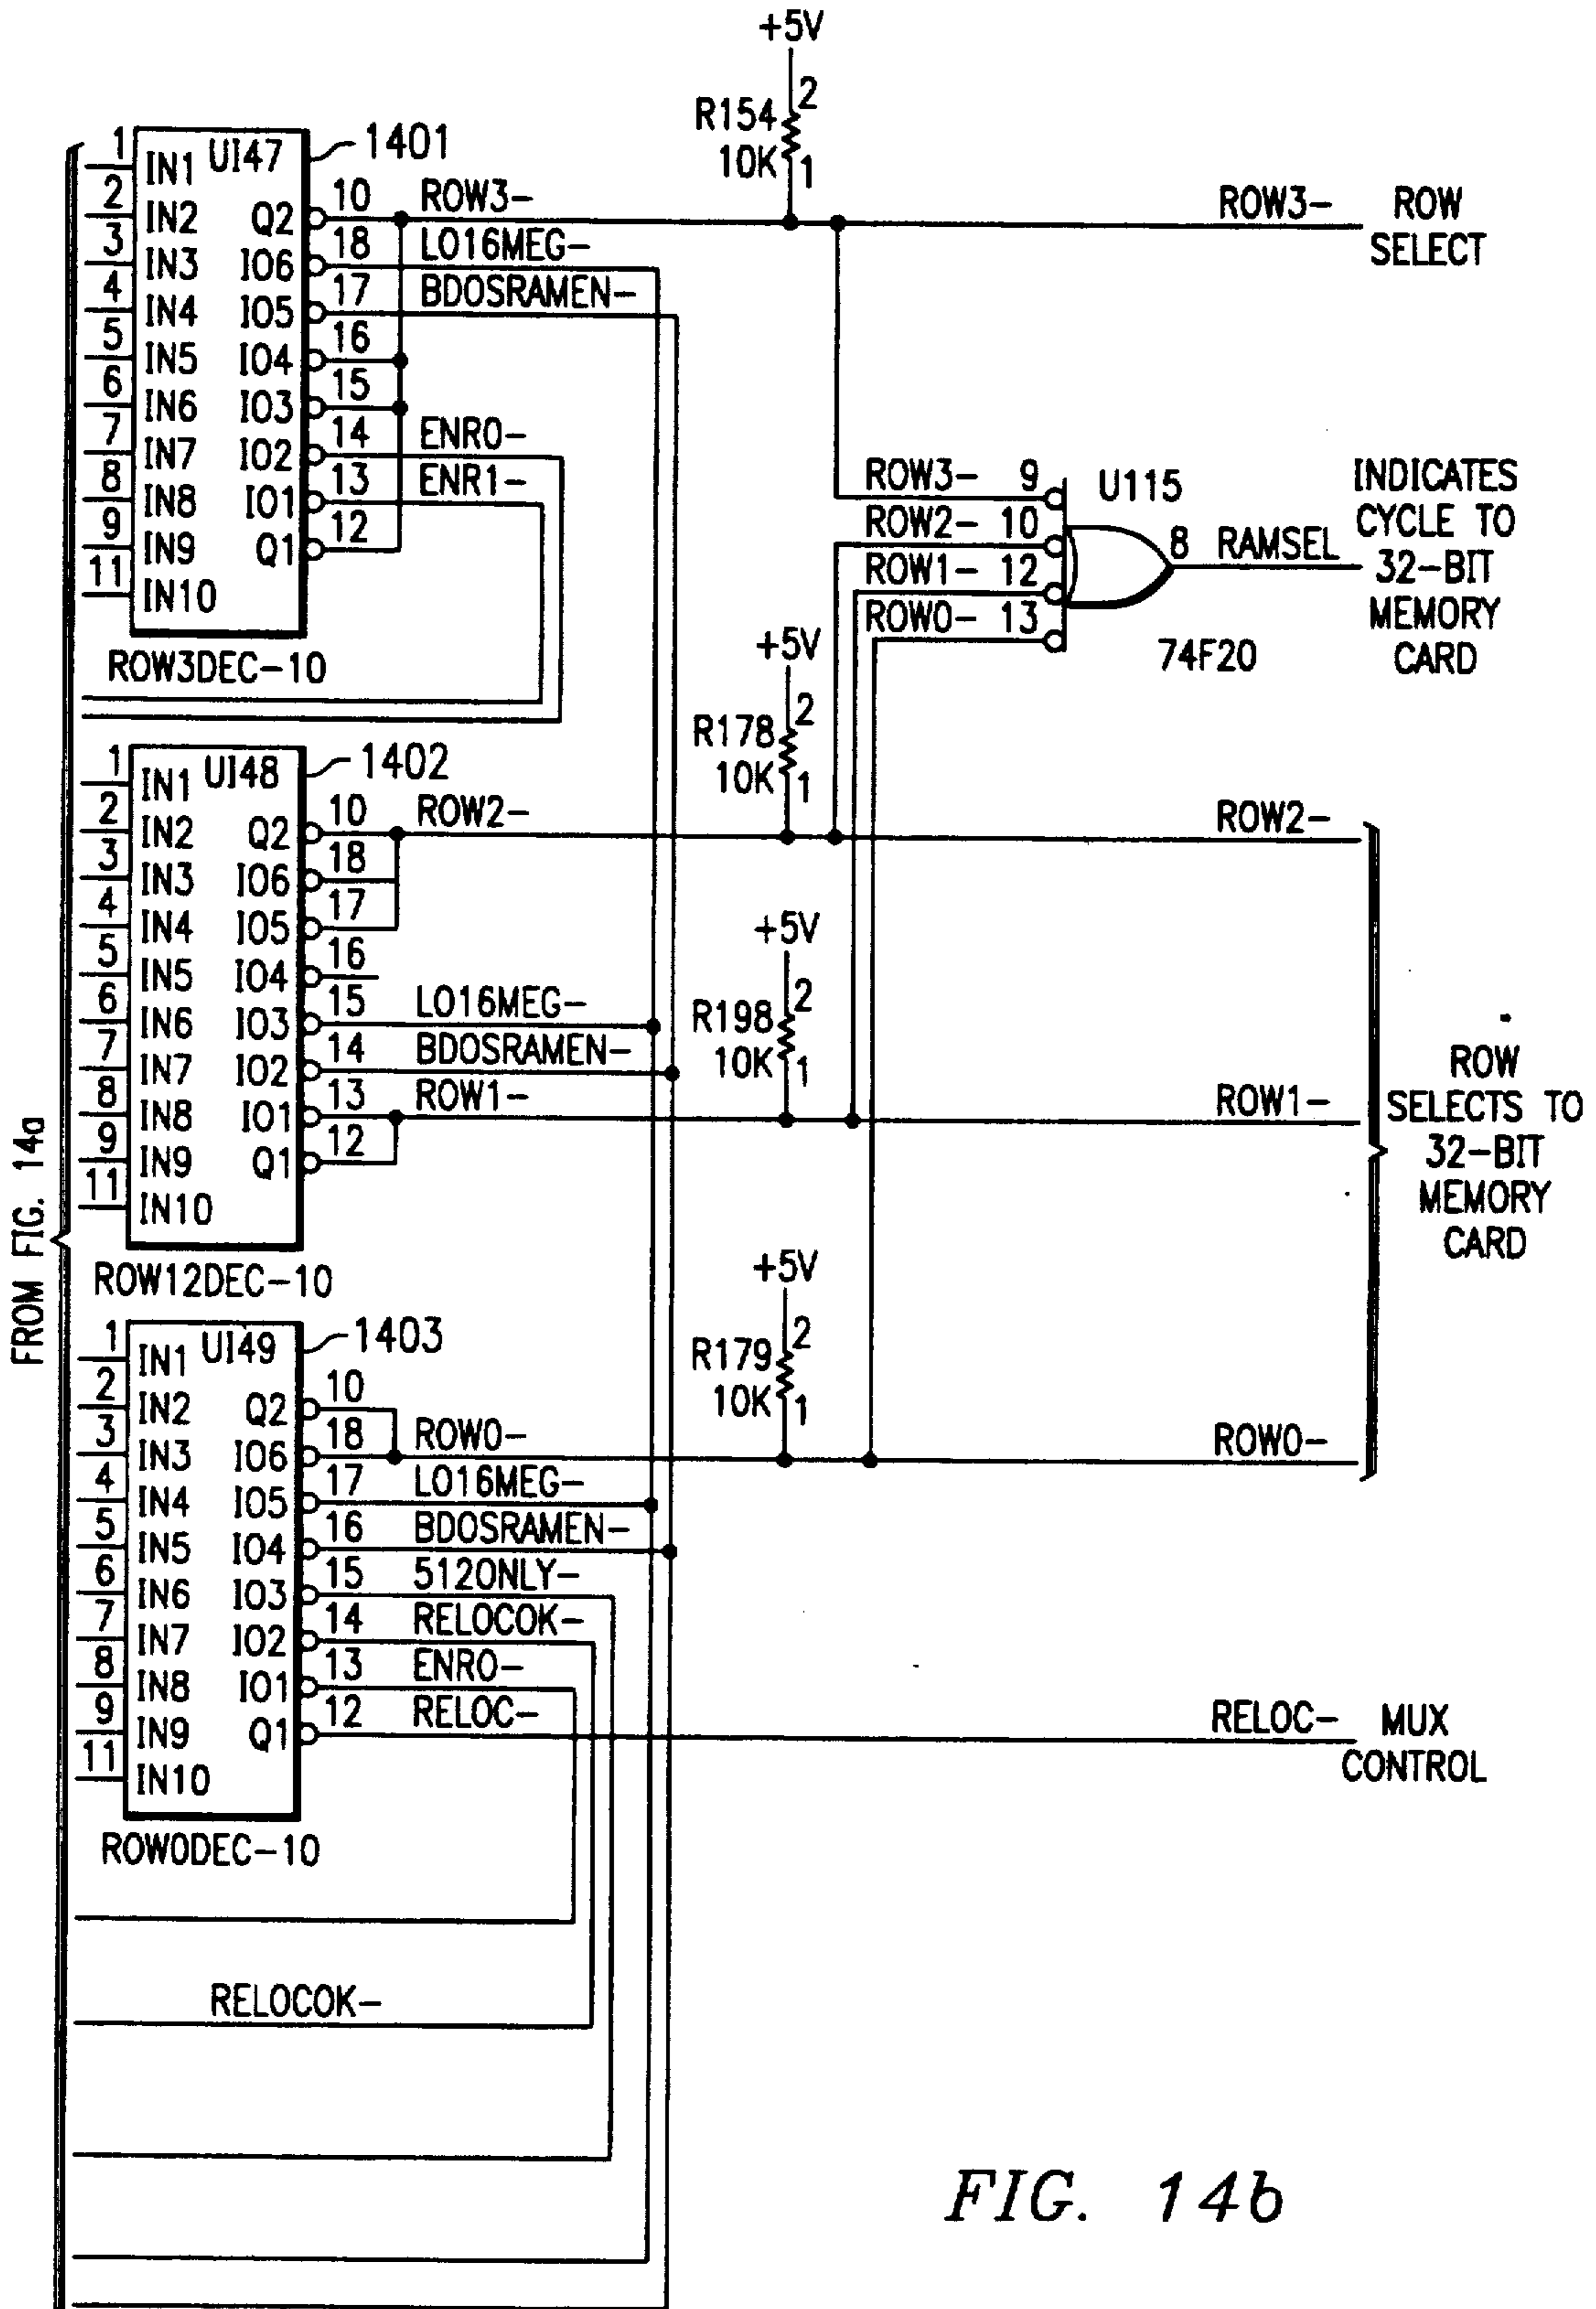 +5V
R154
10K
2
1
1
2
3
4
5
6
7
8
9
11
IN1
IN2
IN3
IN4
IN5
IN6
IN7
IN8
IN9
IN10
UI47
1401
Q2
IO6
IO5
IO4
IO3
IO2
IO1
Q1
10 ROW3-
18 LO16MEG-
17 BDOSRAMEN-
16
15
14 ENR0-
13 ENR1-
12
ROW3DEC-10
ROW3- ROW
SELECT
ROW3- 9
ROW2- 10
ROW1- 12
ROW0- 13
U115
74F20
8 RAMSEL
INDICATES
CYCLE TO
32-BIT
MEMORY
CARD
+5V
R178
10K
2
1
1
2
3
4
5
6
7
8
9
11
IN1
IN2
IN3
IN4
IN5
IN6
IN7
IN8
IN9
IN10
UI48
1402
Q2
IO6
IO5
IO4
IO3
IO2
IO1
Q1
10 ROW2-
18
17
16
15 LO16MEG-
14 BDOSRAMEN-
13 ROW1-
12
ROW12DEC-10
ROW2-
+5V
R198
10K
2
1
ROW1-
ROW
SELECTS TO
32-BIT
MEMORY
CARD
FROM FIG. 14a
+5V
R179
10K
2
1
1
2
3
4
5
6
7
8
9
11
IN1
IN2
IN3
IN4
IN5
IN6
IN7
IN8
IN9
IN10
UI49
1403
Q2
IO6
IO5
IO4
IO3
IO2
IO1
Q1
10
18 ROW0-
17 LO16MEG-
16 BDOSRAMEN-
15 512ONLY-
14 RELOCOK-
13 ENR0-
12 RELOC-
ROW0DEC-10
ROW0-
RELOC- MUX
CONTROL
RELOCOK-
FIG. 14b